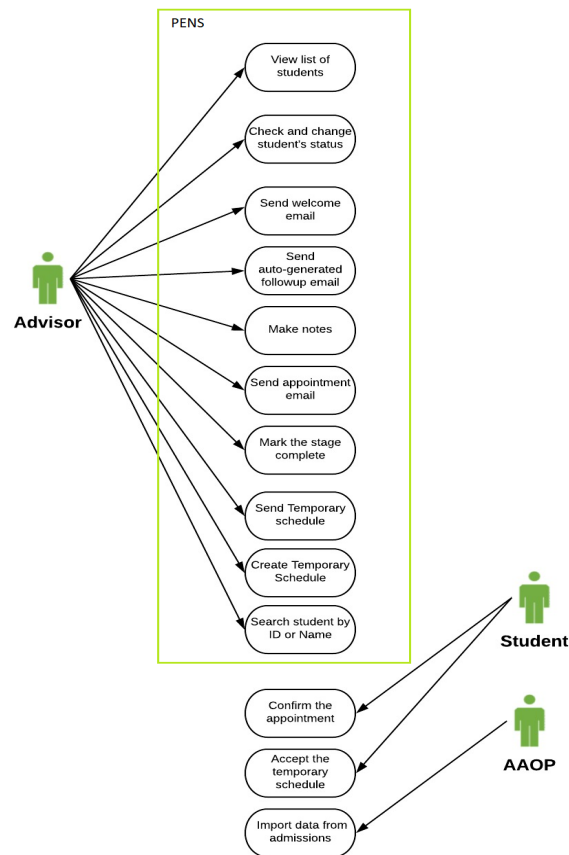 PENS
View list of
students
Check and change
student's status
Send welcome
email
Send
auto-generated
followup email
Advisor
Make notes
Send appointment
email
Mark the stage
complete
Send Temporary
schedule
Create Temporary
Schedule
Search student by
ID or Name
Student
Confirm the
appointment
Accept the
temporary
schedule
AAOP
Import data from
admissions